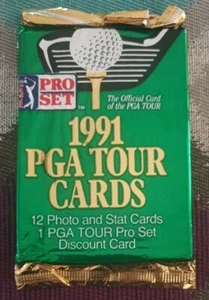 PRO
SET
™
The Official Card
of the PGA TOUR
1991
PGA TOUR
CARDS
12 Photo and Stat Cards
1 PGA TOUR Pro Set
Discount Card